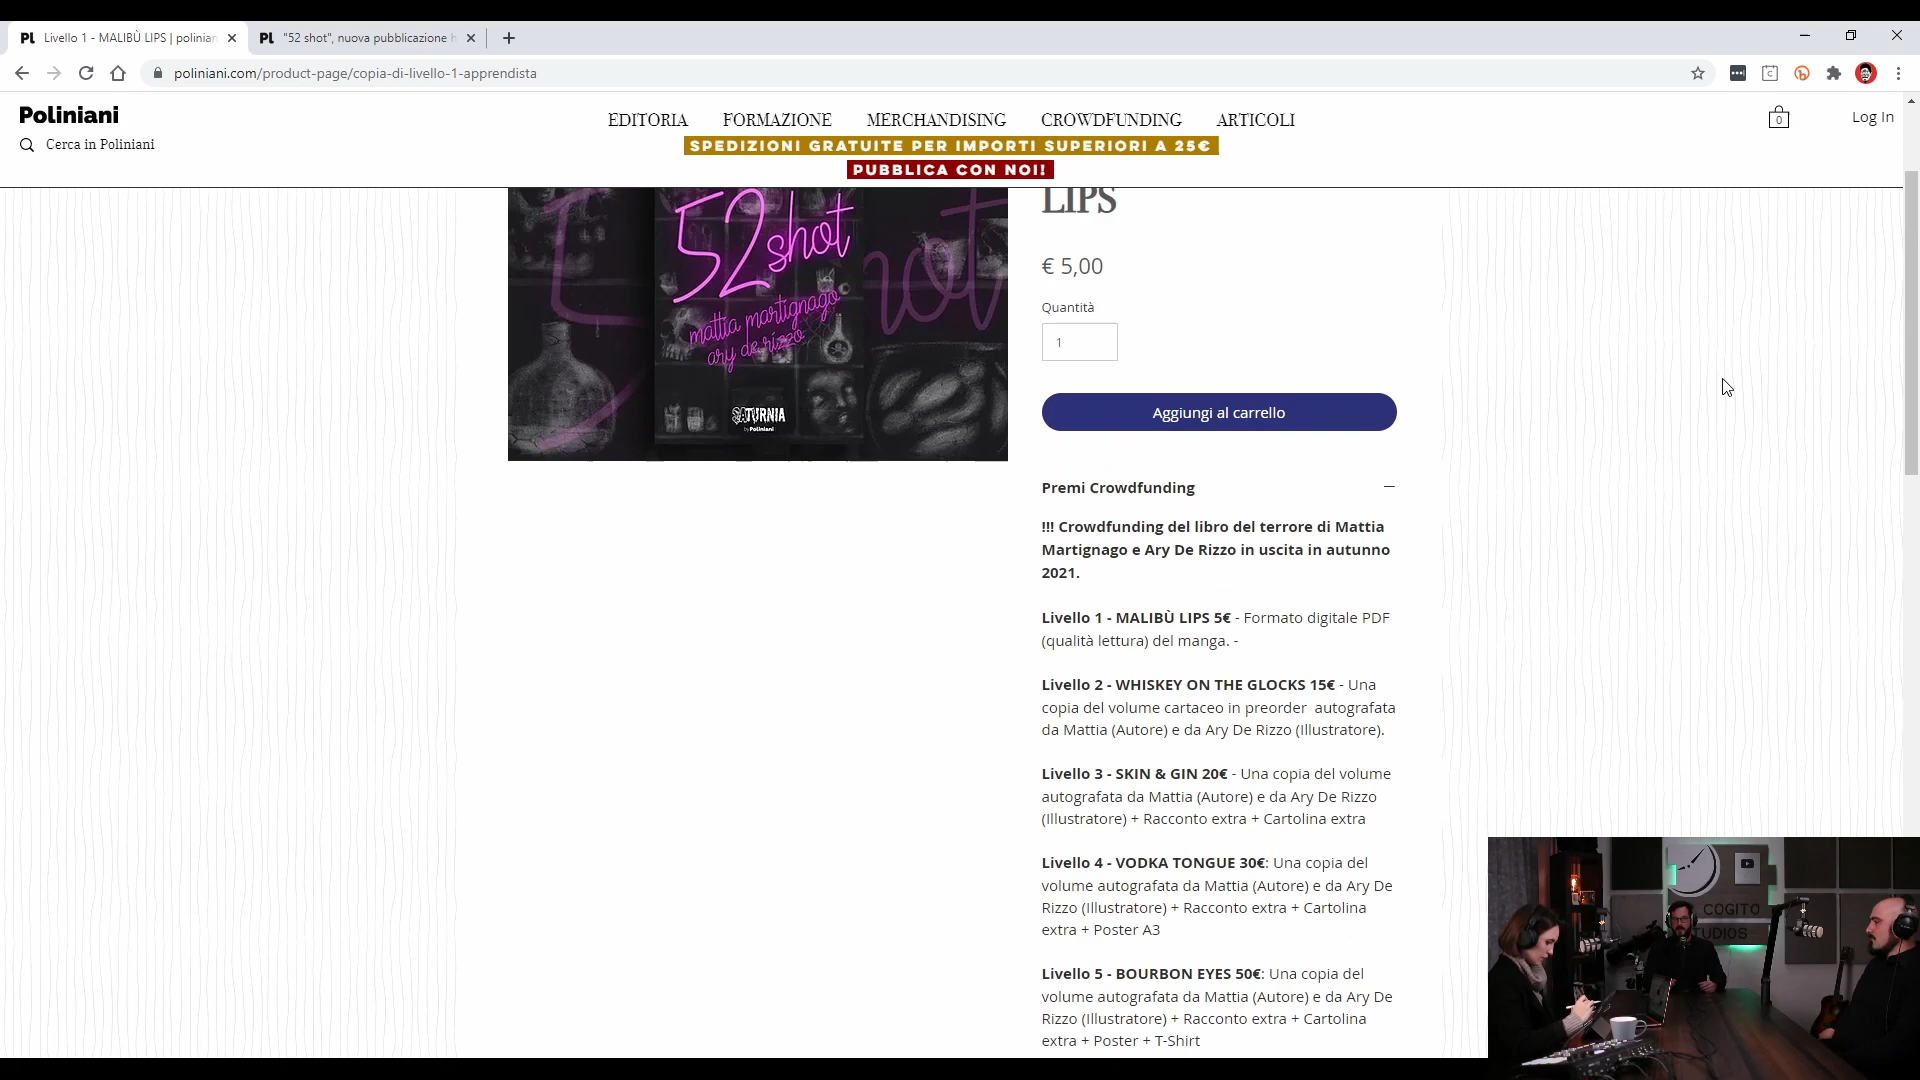 Livello 1 - MALIBÙ LIPS | polinian
"52 shot", nuova pubblicazione h
poliniani.com/product-page/copia-di-livello-1-apprendista
Poliniani
Cerca in Poliniani
EDITORIA FORMAZIONE MERCHANDISING CROWDFUNDING ARTICOLI
SPEDIZIONI GRATUITE PER IMPORTI SUPERIORI A 25€
PUBBLICA CON NOI!
0
Log In
52 shot
mattia martignago
ary de rizzo
SATURNIA
by Poliniani
LIPS
€ 5,00
Quantità
1
Aggiungi al carrello
Premi Crowdfunding
!!! Crowdfunding del libro del terrore di Mattia
Martignago e Ary De Rizzo in uscita in autunno
2021.
Livello 1 - MALIBÙ LIPS 5€ - Formato digitale PDF
(qualità lettura) del manga. -
Livello 2 - WHISKEY ON THE GLOCKS 15€ - Una
copia del volume cartaceo in preorder autografata
da Mattia (Autore) e da Ary De Rizzo (Illustratore).
Livello 3 - SKIN & GIN 20€ - Una copia del volume
autografata da Mattia (Autore) e da Ary De Rizzo
(Illustratore) + Racconto extra + Cartolina extra
Livello 4 - VODKA TONGUE 30€: Una copia del
volume autografata da Mattia (Autore) e da Ary De
Rizzo (Illustratore) + Racconto extra + Cartolina
extra + Poster A3
Livello 5 - BOURBON EYES 50€: Una copia del
volume autografata da Mattia (Autore) e da Ary De
Rizzo (Illustratore) + Racconto extra + Cartolina
extra + Poster + T-Shirt
COGITO
STUDIOS